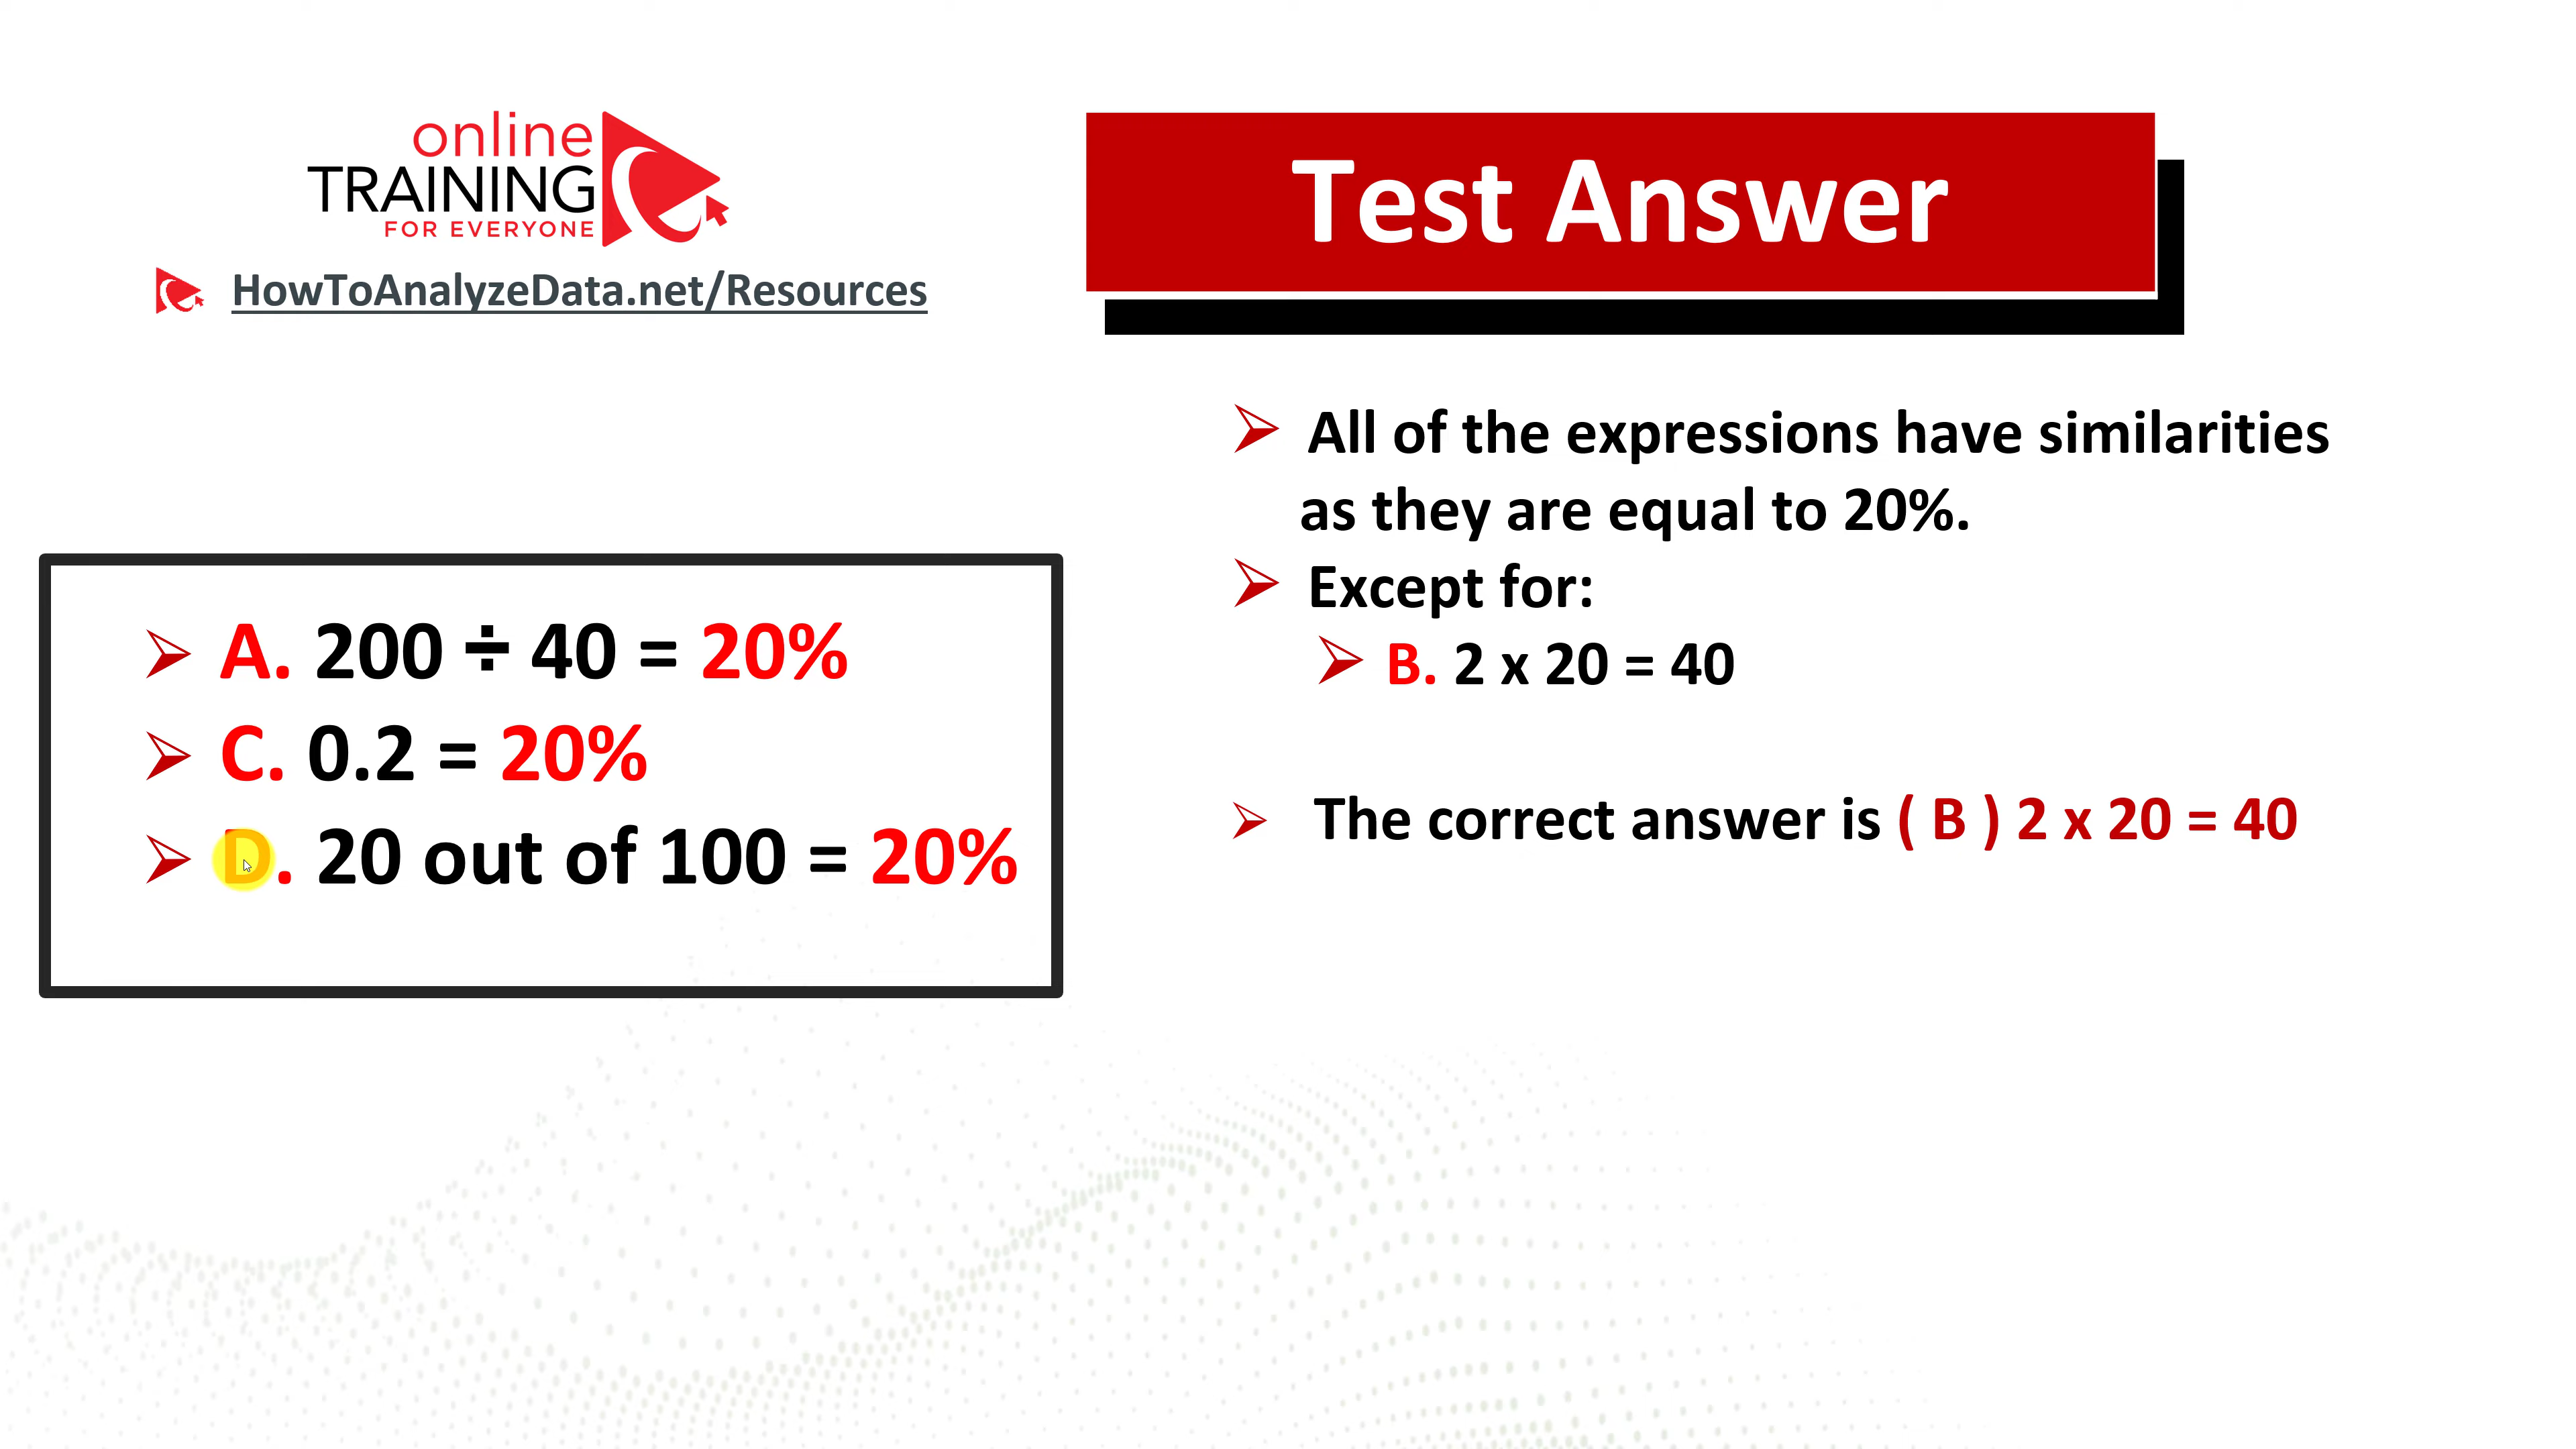 online
TRAINING
FOR EVERYONE
HowToAnalyzeData.net/Resources
Test Answer
A. 200 ÷ 40 = 20%
C. 0.2 = 20%
D. 20 out of 100 = 20%
All of the expressions have similarities
as they are equal to 20%.
Except for:
B. 2 x 20 = 40
The correct answer is ( B ) 2 x 20 = 40